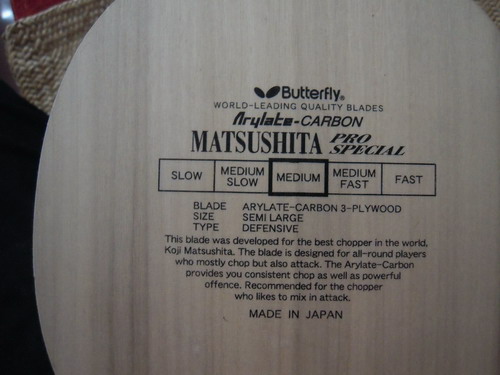 Butterfly®
WORLD-LEADING QUALITY BLADES
Arylate-CARBON
MATSUSHITA PRO SPECIAL
SLOW MEDIUM SLOW MEDIUM MEDIUM FAST FAST
BLADE ARYLATE-CARBON 3-PLYWOOD
SIZE SEMI LARGE
TYPE DEFENSIVE
This blade was developed for the best chopper in the world,
Koji Matsushita. The blade is designed for all-round players
who mostly chop but also attack. The Arylate-Carbon
provides you consistent chop as well as powerful
offence. Recommended for the chopper
who likes to mix in attack.
MADE IN JAPAN